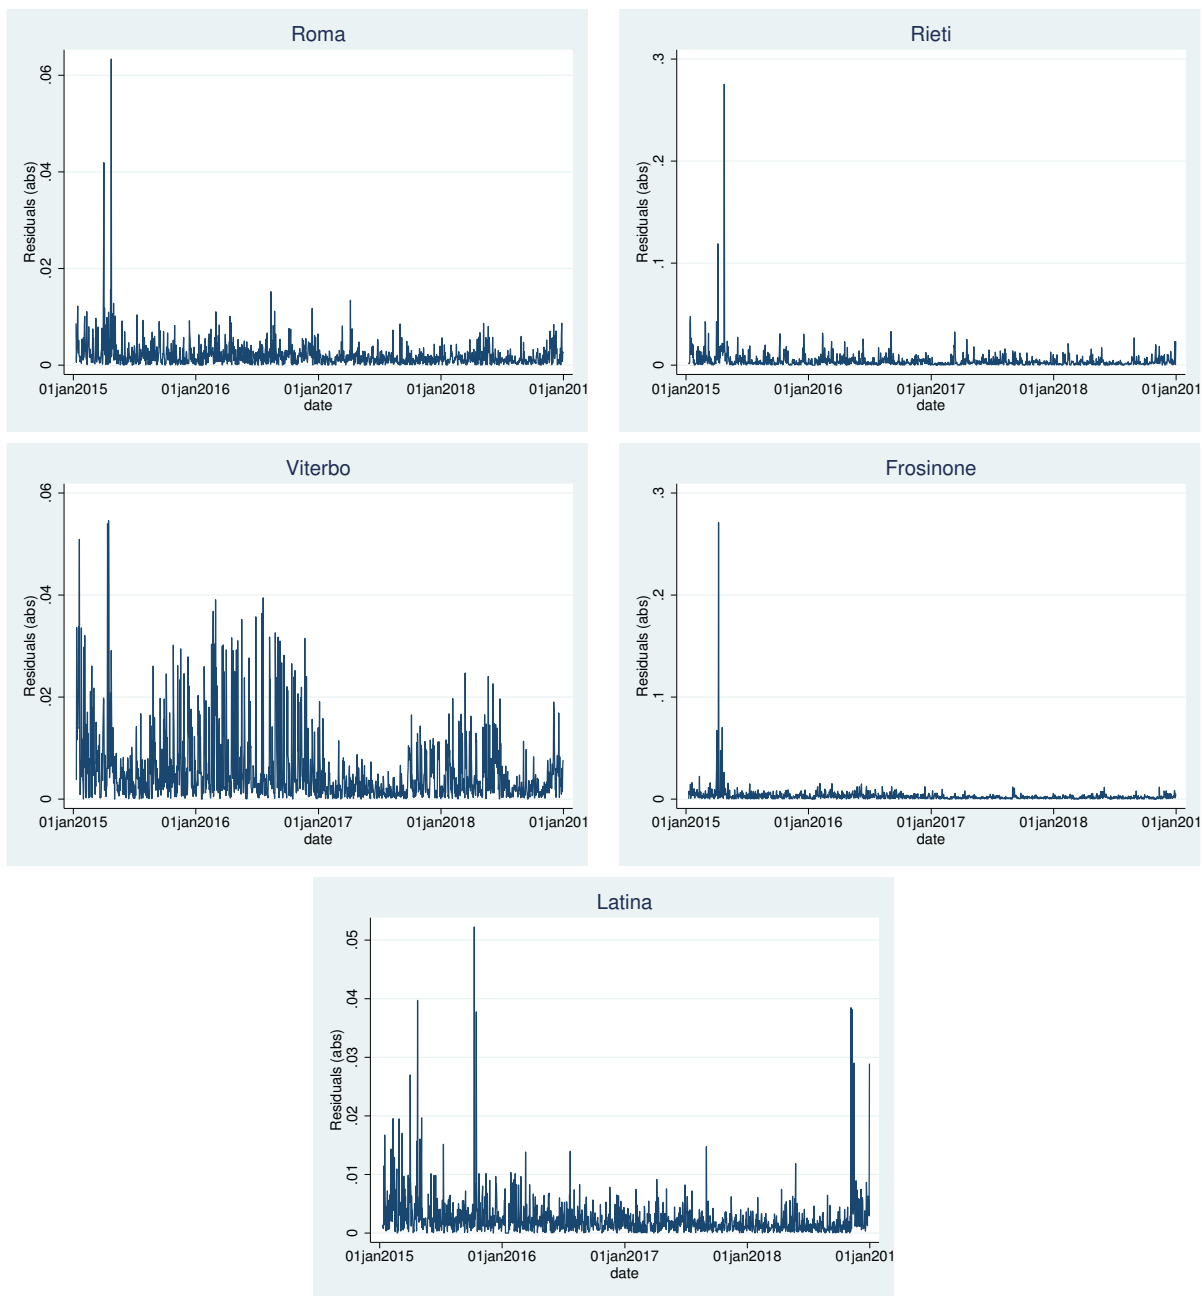 Roma
Residuals (abs)
.06
.04
.02
0
01jan2015 01jan2016 01jan2017 01jan2018 01jan201
date
Rieti
Residuals (abs)
.3
.2
.1
0
01jan2015 01jan2016 01jan2017 01jan2018 01jan201
date
Viterbo
Residuals (abs)
.06
.04
.02
0
01jan2015 01jan2016 01jan2017 01jan2018 01jan201
date
Frosinone
Residuals (abs)
.3
.2
.1
0
01jan2015 01jan2016 01jan2017 01jan2018 01jan201
date
Latina
Residuals (abs)
.05
.04
.03
.02
.01
0
01jan2015 01jan2016 01jan2017 01jan2018 01jan201
date